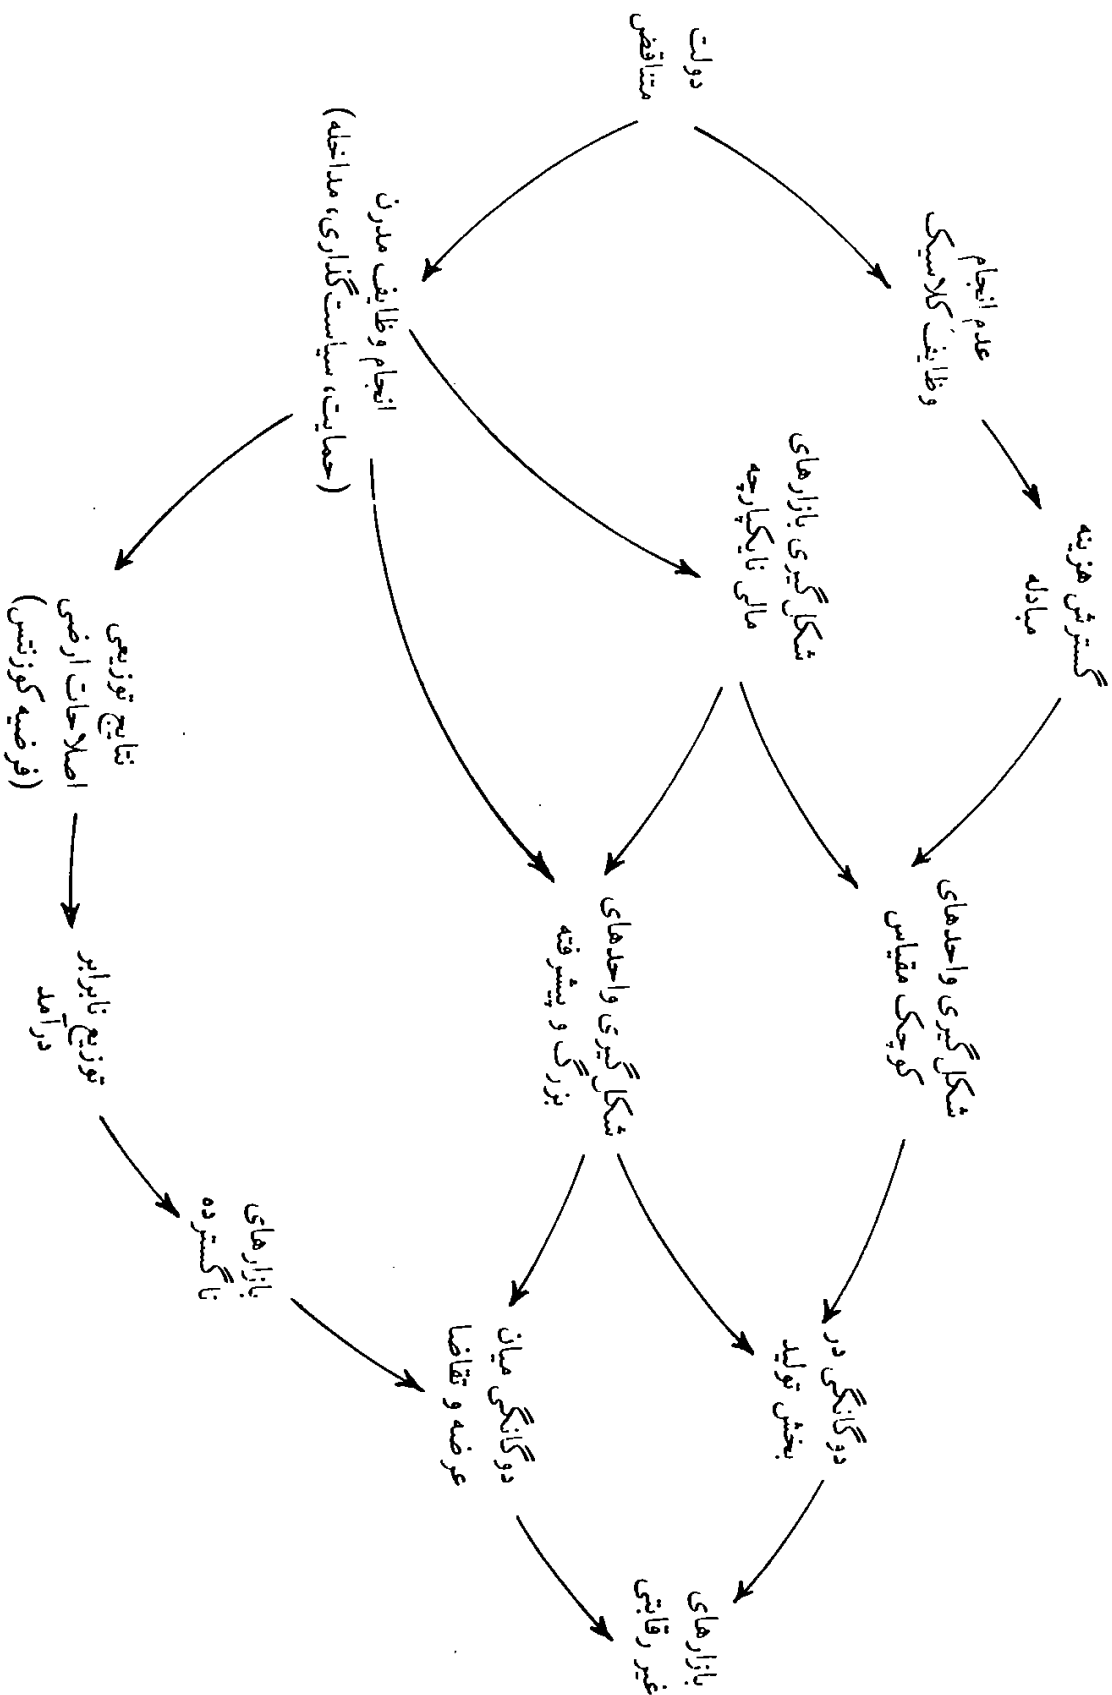 دولت
متناقض
عدم انجام
وظایف کلاسیک
انجام وظایف مدرن
(حمایت، سیاست‌گذاری، مداخله)
گسترش هزینه
مبادله
شکل‌گیری بازارهای
مالی نایکپارچه
نتایج توزیعی
اصلاحات ارضی
(فرضیه کوزنتس)
شکل‌گیری واحدهای
کوچک مقیاس
شکل‌گیری واحدهای
بزرگ و پیشرفته
توزیع نابرابر
درآمد
بازارهای
ناگسترده
دوگانگی در
بخش تولید
دوگانگی میان
عرضه و تقاضا
بازارهای
غیر رقابتی